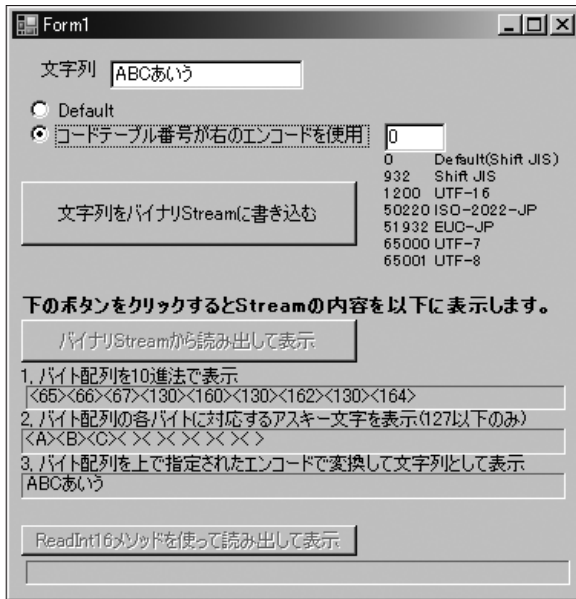 Form1
文字列 ABCあいう
Default
コードテーブル番号が右のエンコードを使用 0
0 Default(Shift JIS)
932 Shift JIS
1200 UTF-16
50220 ISO-2022-JP
51932 EUC-JP
65000 UTF-7
65001 UTF-8
文字列をバイナリStreamに書き込む
下のボタンをクリックするとStreamの内容を以下に表示します。
バイナリStreamから読み出して表示
1, バイト配列を10進法で表示
<65><66><67><130><160><130><162><130><164>
2, バイト配列の各バイトに対応するアスキー文字を表示(127以下のみ)
<A><B><C>< >< >< >< >< >< >
3, バイト配列を上で指定されたエンコードで変換して文字列として表示
ABCあいう
ReadInt16メソッドを使って読み出して表示